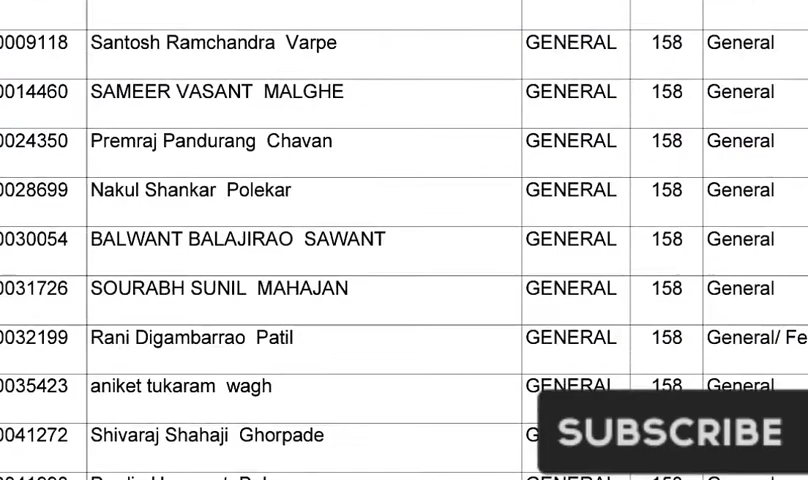 0009118 Santosh Ramchandra Varpe GENERAL 158 General
0014460 SAMEER VASANT MALGHE GENERAL 158 General
0024350 Premraj Pandurang Chavan GENERAL 158 General
0028699 Nakul Shankar Polekar GENERAL 158 General
0030054 BALWANT BALAJIRAO SAWANT GENERAL 158 General
0031726 SOURABH SUNIL MAHAJAN GENERAL 158 General
0032199 Rani Digambarrao Patil GENERAL 158 General/ Fe
0035423 aniket tukaram wagh GENERAL 158 General
0041272 Shivaraj Shahaji Ghorpade
SUBSCRIBE